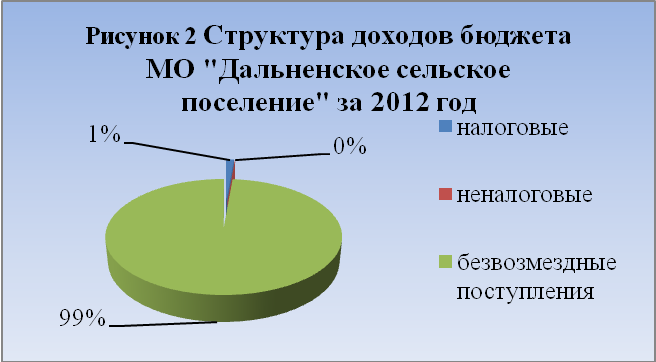 Рисунок 2 Структура доходов бюджета
МО "Дальненское сельское
поселение" за 2012 год
1%
0%
99%
налоговые
неналоговые
безвозмездные
поступления